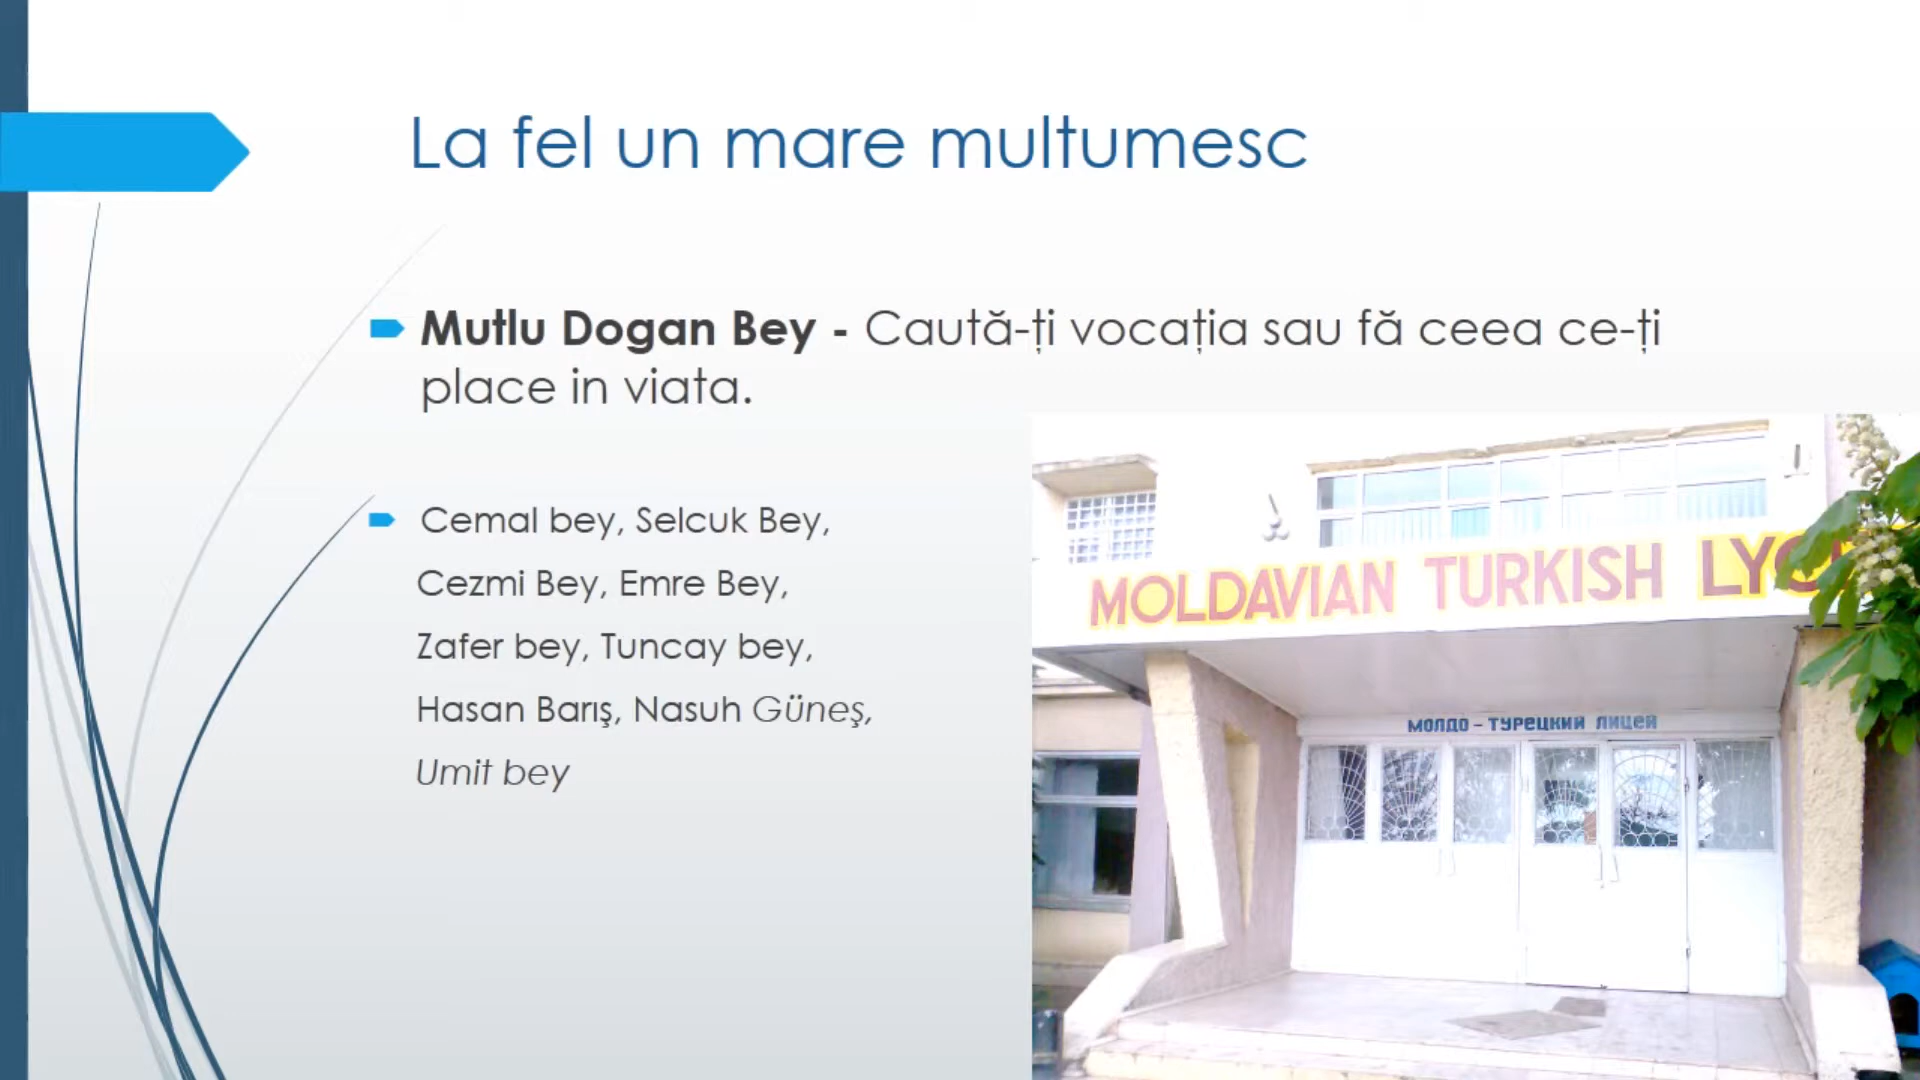 La fel un mare multumesc
Mutlu Dogan Bey - Caută-ți vocația sau fă ceea ce-ți
place in viata.
Cemal bey, Selcuk Bey,
Cezmi Bey, Emre Bey,
Zafer bey, Tuncay bey,
Hasan Barış, Nasuh Güneş,
Umit bey
MOLDAVIAN TURKISH
МОЛДО - ТУРЕЦКИЙ ЛИЦЕЙ